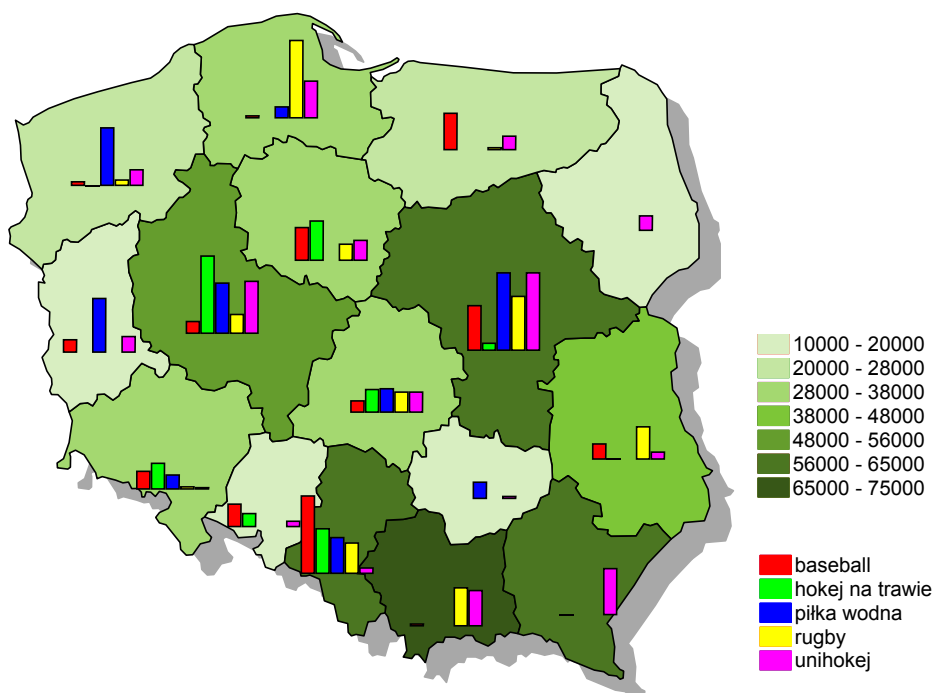 10000 - 20000
20000 - 28000
28000 - 38000
38000 - 48000
48000 - 56000
56000 - 65000
65000 - 75000
baseball
hokej na trawie
piłka wodna
rugby
unihokej